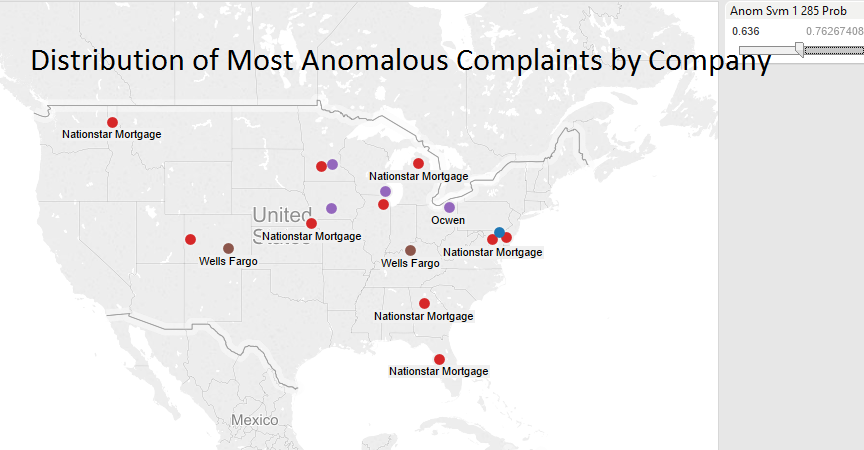 Anom Svm 1 285 Prob
0.636 0.76267408
Distribution of Most Anomalous Complaints by Company
Nationstar Mortgage
Nationstar Mortgage
United
Ocwen
States
Nationstar Mortgage
Nationstar Mortgage
Wells Fargo
Wells Fargo
Nationstar Mortgage
Nationstar Mortgage
Mexico